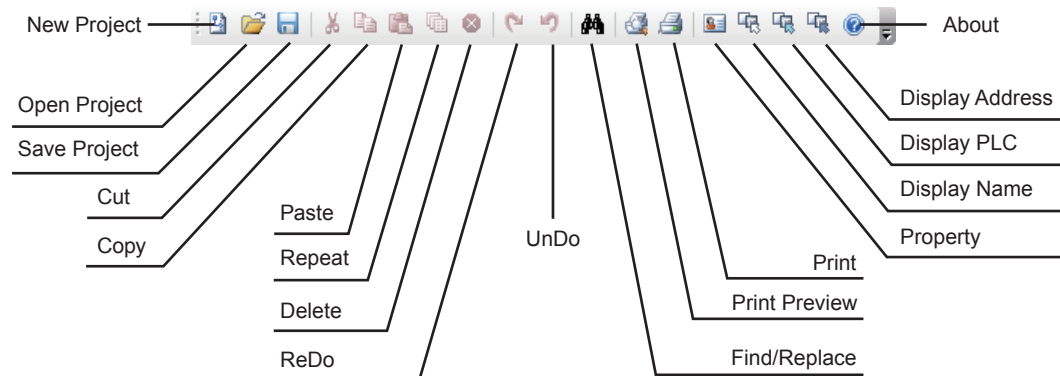 New Project
About
Open Project
Save Project
Cut
Copy
Paste
Repeat
Delete
ReDo
UnDo
Print
Print Preview
Find/Replace
Display Address
Display PLC
Display Name
Property